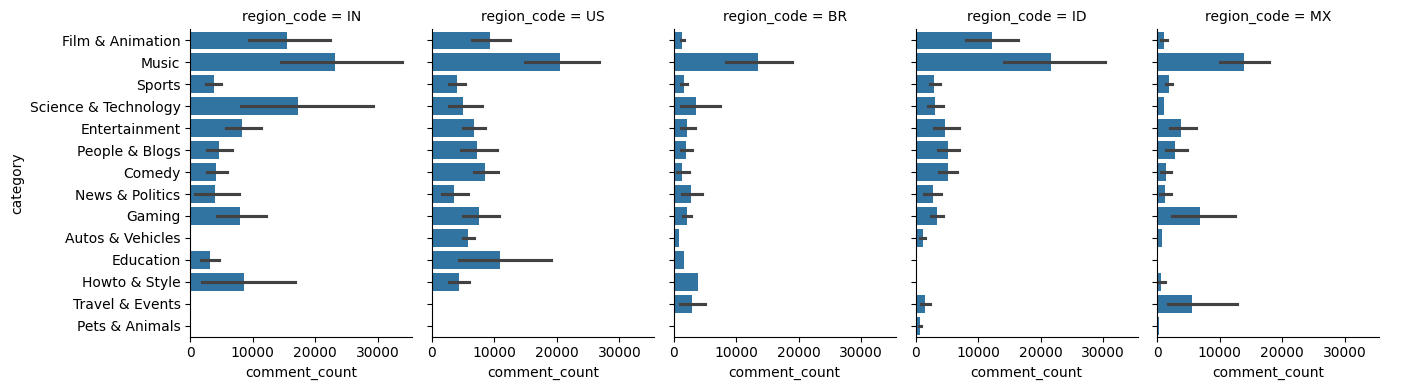 region_code = IN
region_code = US
region_code = BR
region_code = ID
region_code = MX
category
Film & Animation
Music
Sports
Science & Technology
Entertainment
People & Blogs
Comedy
News & Politics
Gaming
Autos & Vehicles
Education
Howto & Style
Travel & Events
Pets & Animals
0 10000 20000 30000
0 10000 20000 30000
0 10000 20000 30000
0 10000 20000 30000
0 10000 20000 30000
comment_count
comment_count
comment_count
comment_count
comment_count